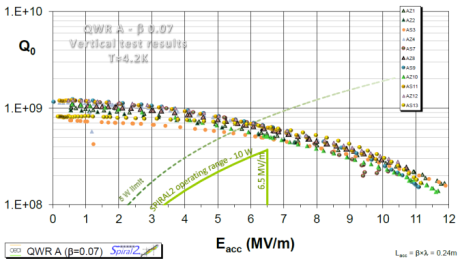 1.E+10
QWR A - β 0.07
Vertical test results
T=4.2K
Q0
1.E+09
1.E+08
5 W limit
SPIRAL2 operating range - 10 W
6.5 MV/m
AZ1
AZ2
AS3
AZ4
AS7
AZ8
AS9
AZ10
AS11
AZ12
AS13
0 1 2 3 4 5 6 7 8 9 10 11 12
Eacc (MV/m)
QWR A (β=0.07) Spiral2
Lacc = β×λ = 0.24m